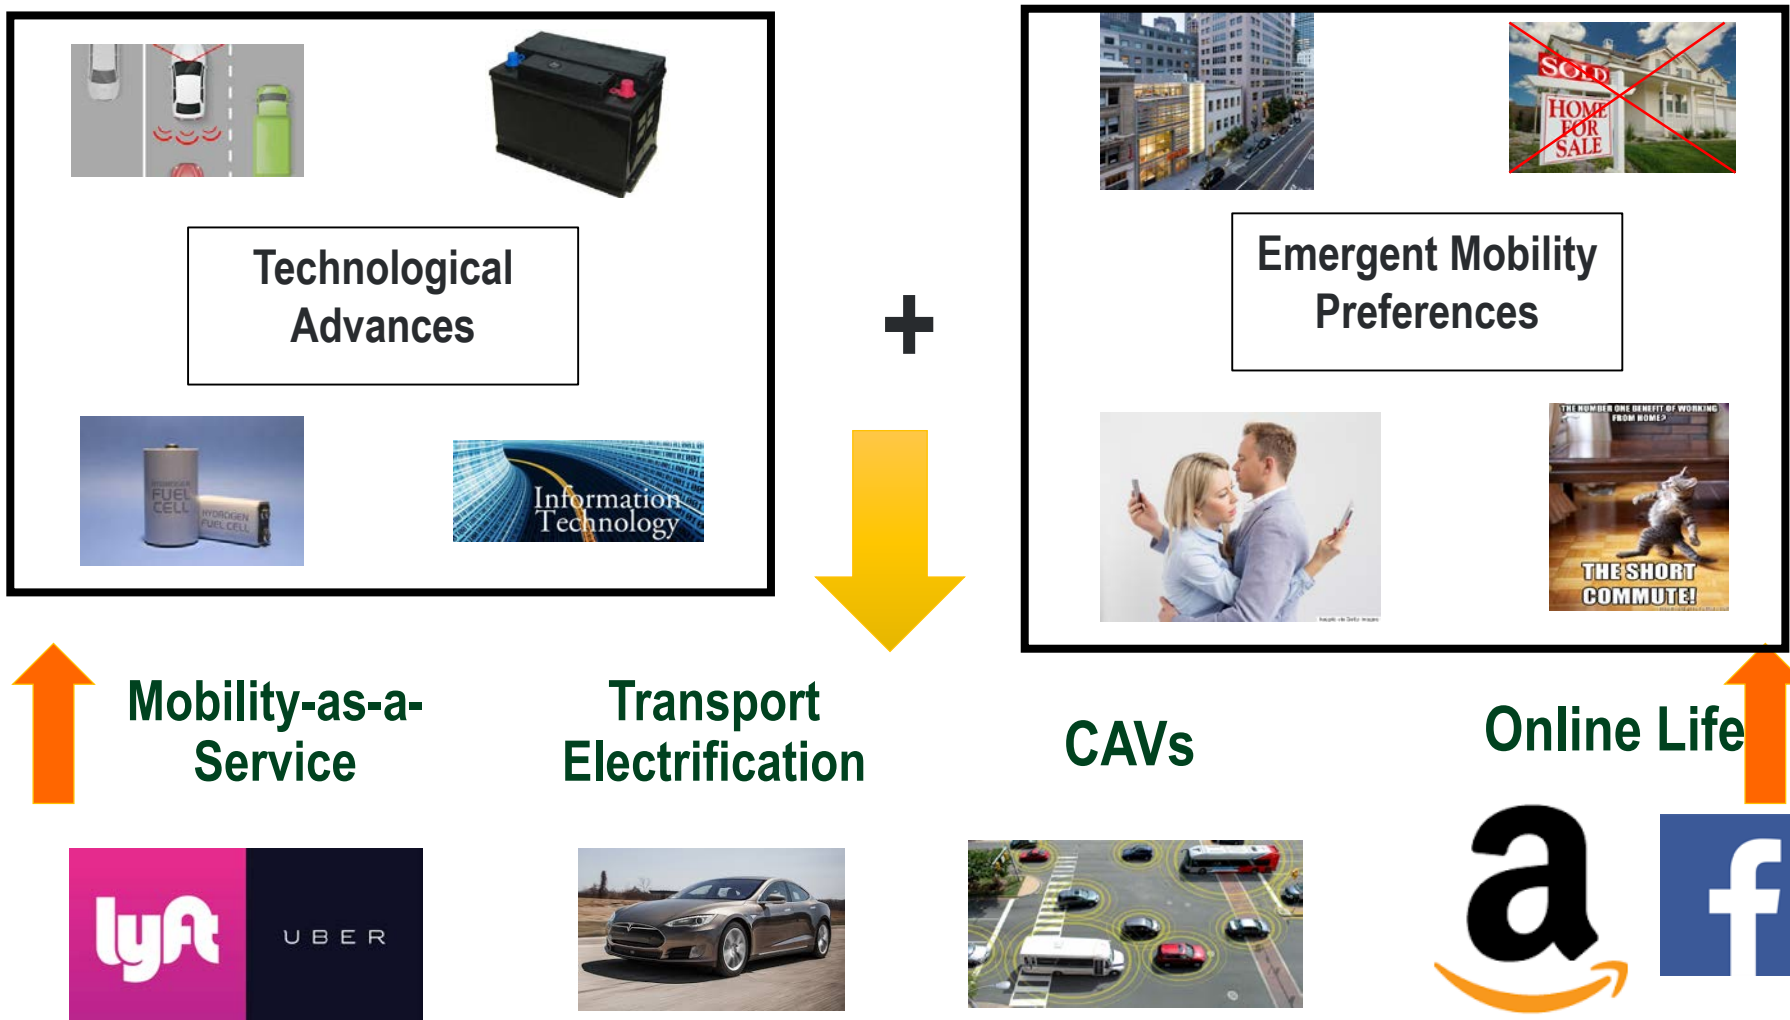 Technological
Advances
+
Emergent Mobility
Preferences
SOLD
HOME
FOR
SALE
HYDROGEN
FUEL
CELL
HYDROGEN
FUEL CELL
Information
Technology
THE NUMBER ONE BENEFIT OF WORKING
FROM HOME?
THE SHORT
COMMUTE!
Mobility-as-a-
Service
Transport
Electrification
CAVs
Online Life
lyft
UBER
a
f